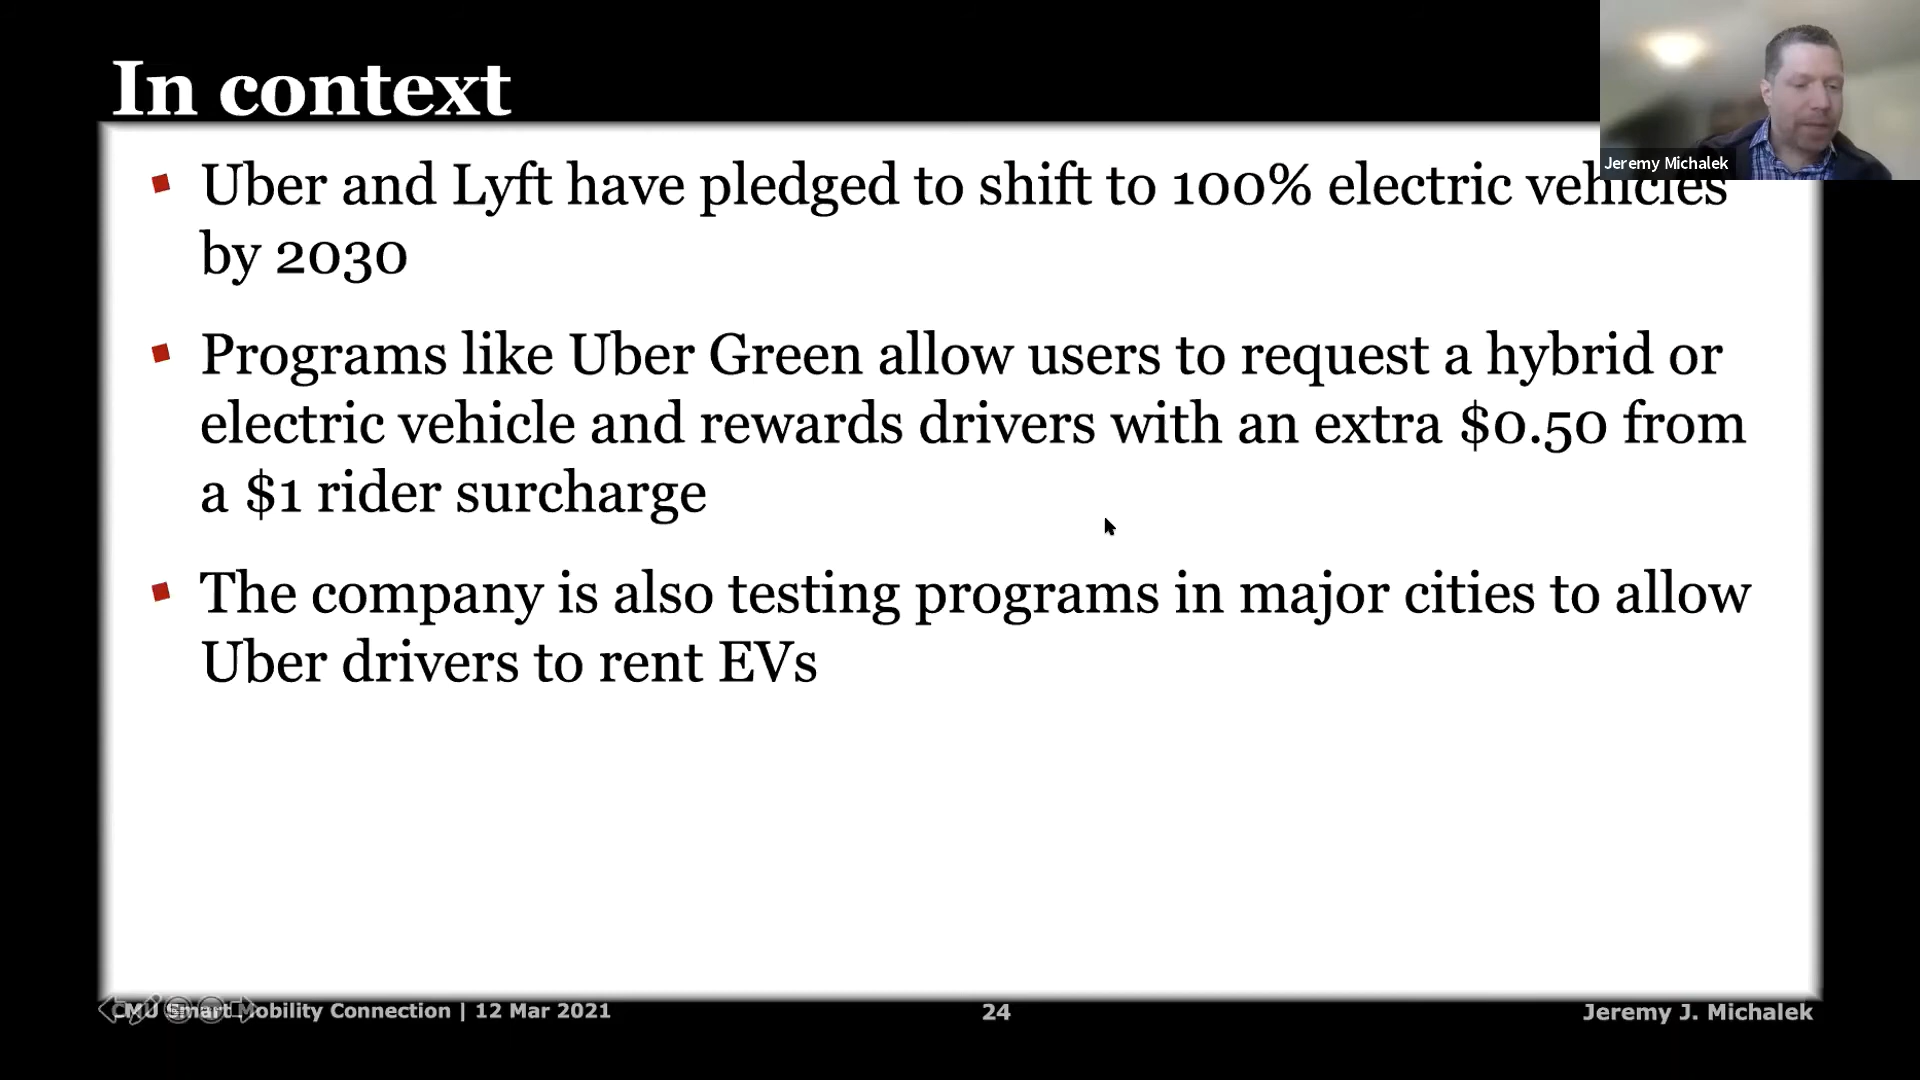 In context
Jeremy Michalek
Uber and Lyft have pledged to shift to 100% electric vehicles
by 2030
Programs like Uber Green allow users to request a hybrid or
electric vehicle and rewards drivers with an extra $0.50 from
a $1 rider surcharge
The company is also testing programs in major cities to allow
Uber drivers to rent EVs
CMU Smart Mobility Connection | 12 Mar 2021
24
Jeremy J. Michalek